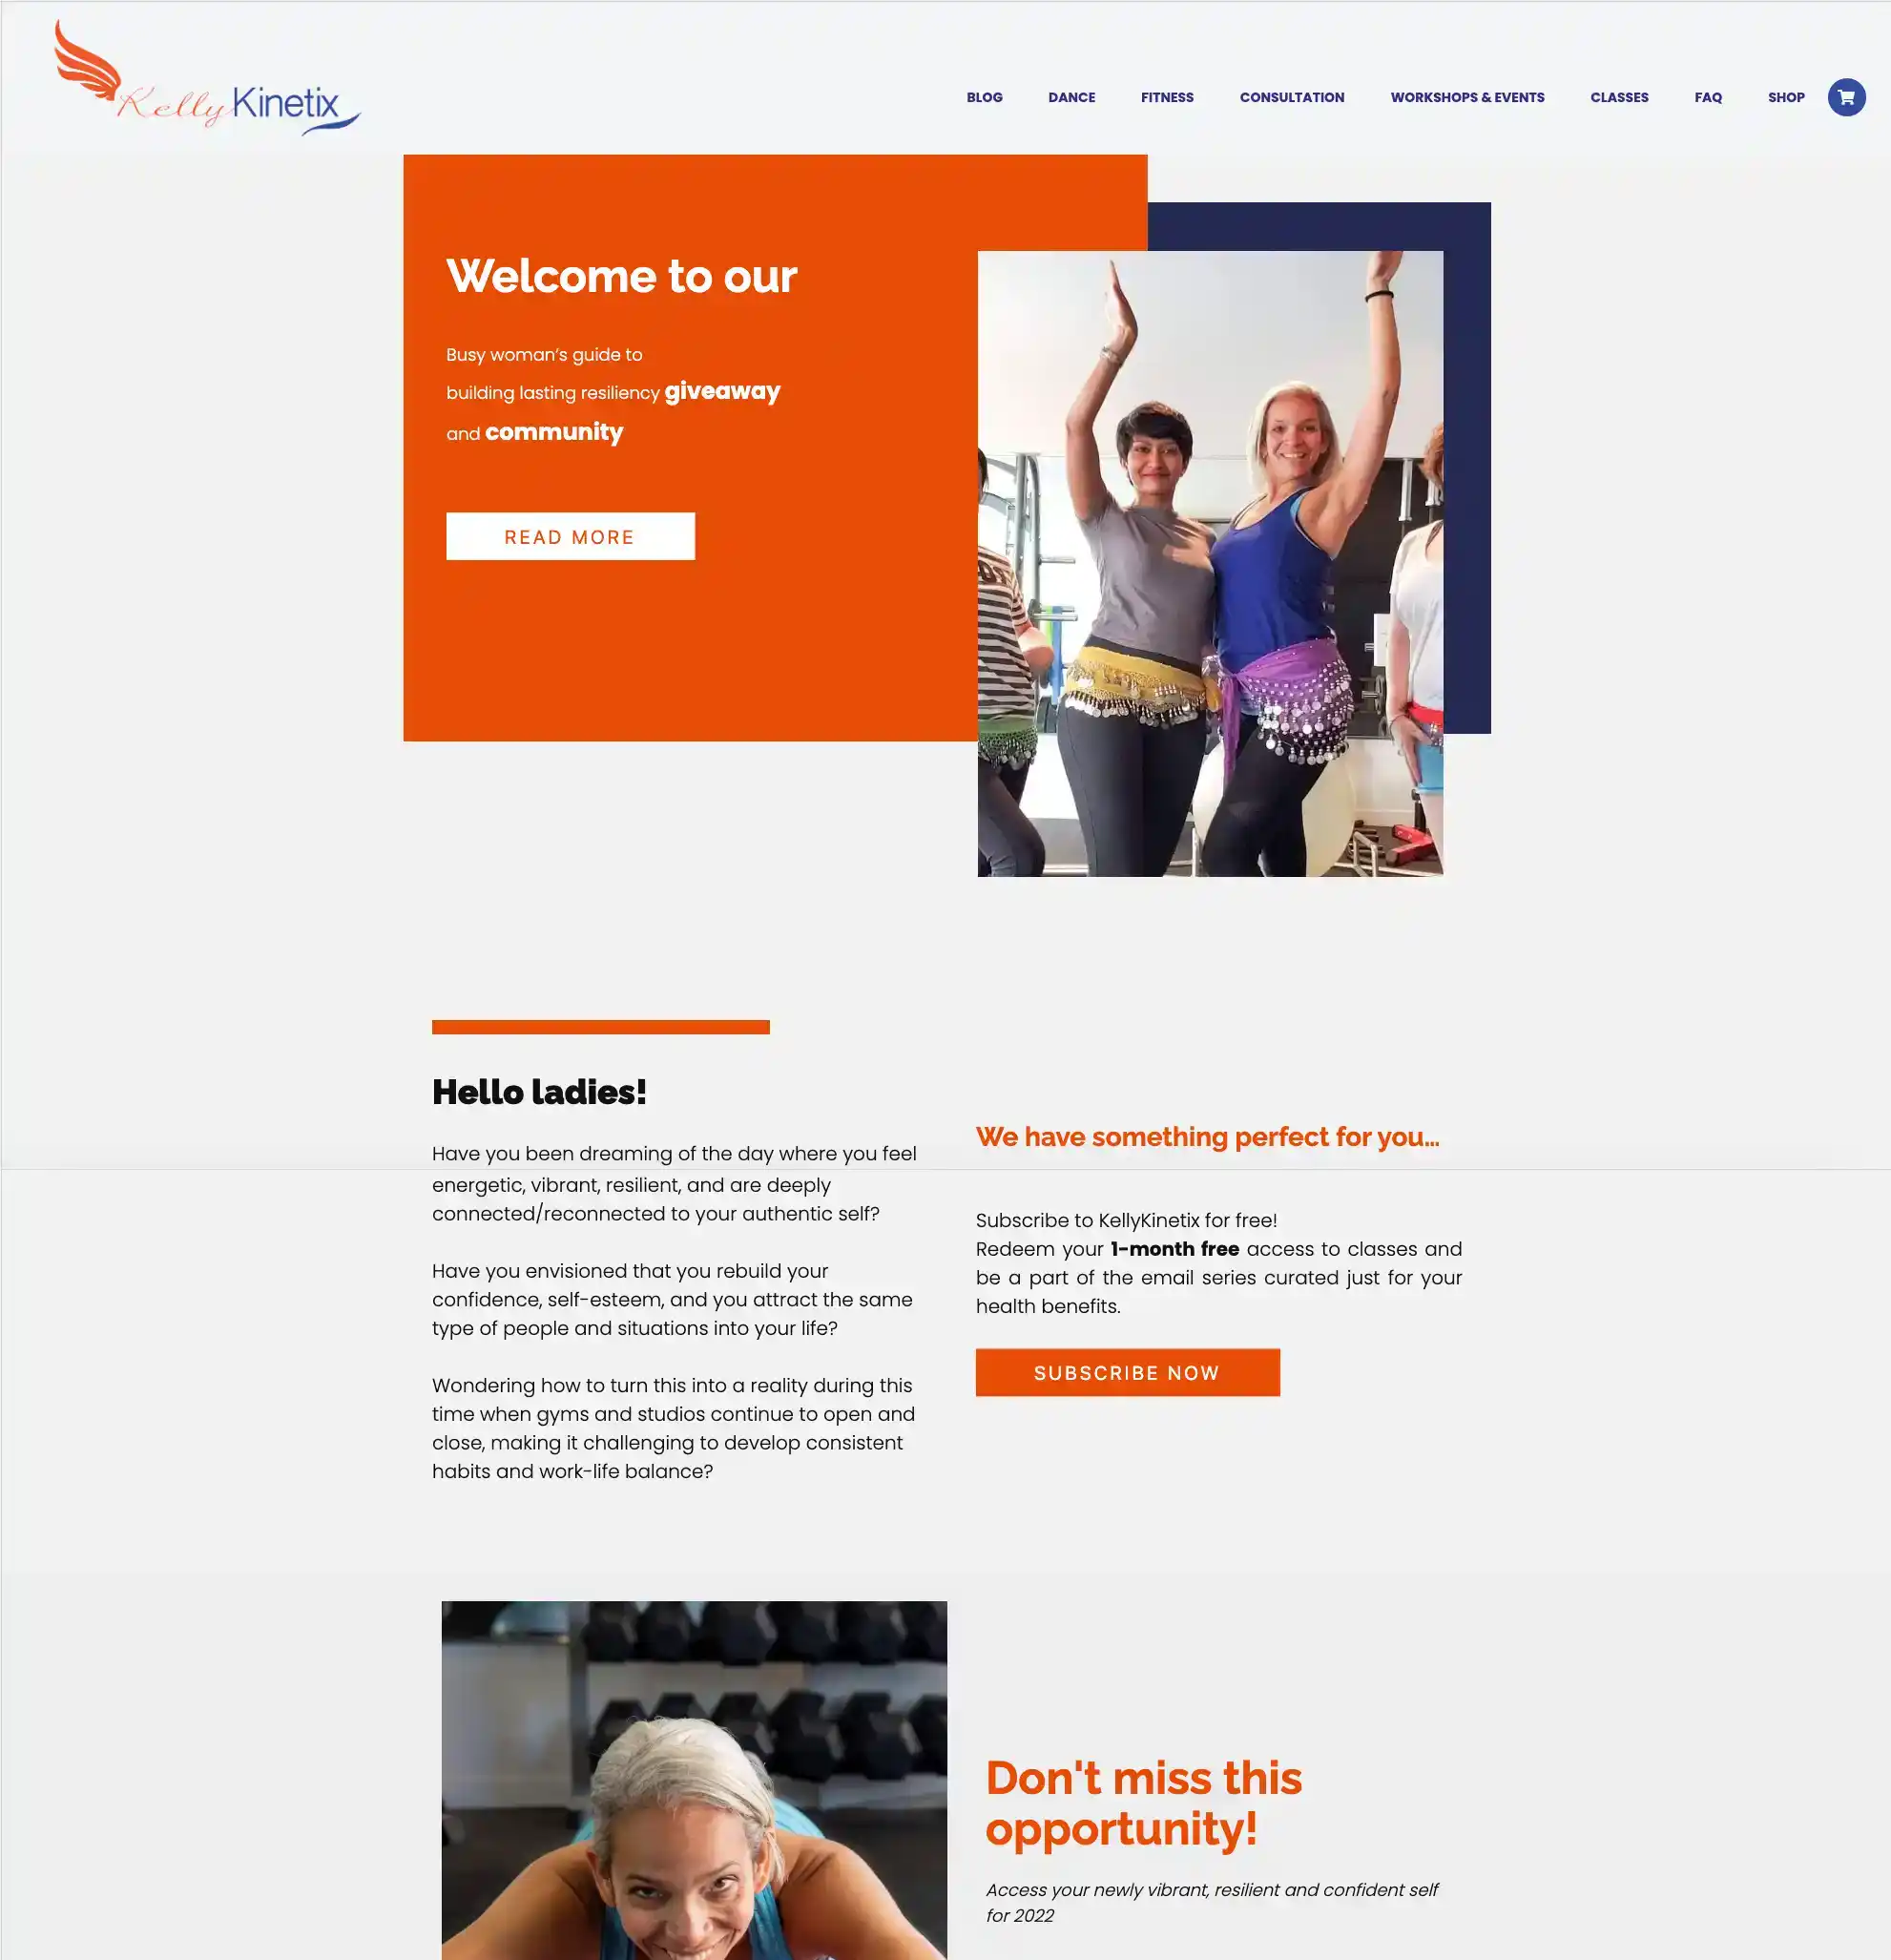 KellyKinetix
BLOG DANCE FITNESS CONSULTATION WORKSHOPS & EVENTS CLASSES FAQ SHOP
Welcome to our
Busy woman's guide to
building lasting resiliency giveaway
and community
READ MORE
Hello ladies!
Have you been dreaming of the day where you feel
energetic, vibrant, resilient, and are deeply
connected/reconnected to your authentic self?
Have you envisioned that you rebuild your
confidence, self-esteem, and you attract the same
type of people and situations into your life?
Wondering how to turn this into a reality during this
time when gyms and studios continue to open and
close, making it challenging to develop consistent
habits and work-life balance?
We have something perfect for you...
Subscribe to KellyKinetix for free!
Redeem your 1-month free access to classes and
be a part of the email series curated just for your
health benefits.
SUBSCRIBE NOW
Don't miss this
opportunity!
Access your newly vibrant, resilient and confident self
for 2022